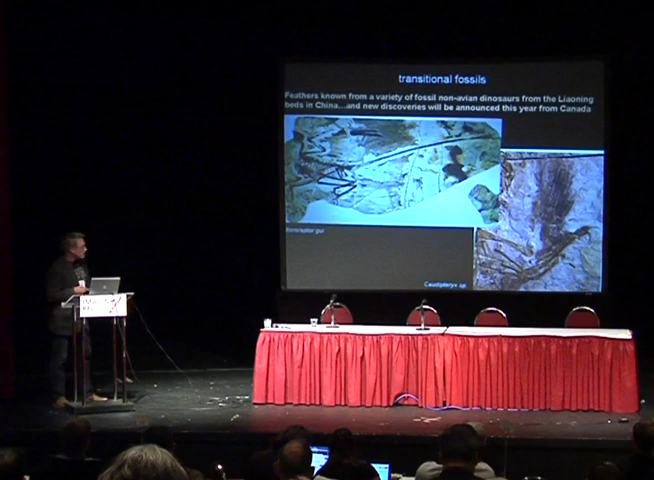 transitional fossils
Feathers known from a variety of fossil non-avian dinosaurs from the Liaoning
beds in China...and new discoveries will be announced this year from Canada
gui
Caudipteryx sp